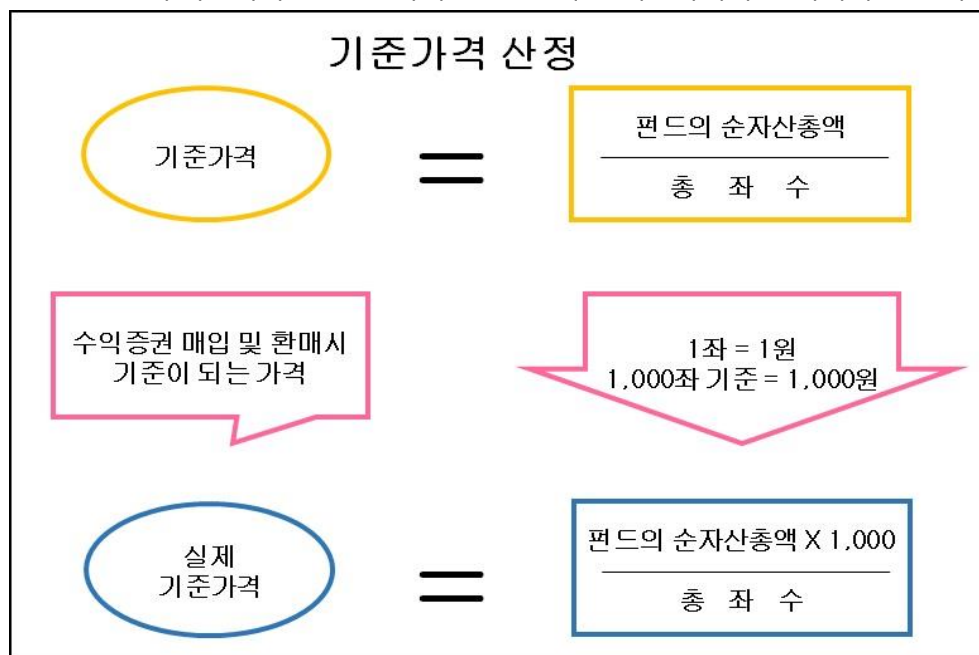 기준가격 산정
기준가격
=
펀드의 순자산총액
총 좌 수
수익증권 매입 및 환매시
기준이 되는 가격
1좌 = 1원
1,000좌 기준 = 1,000원
실제
기준가격
=
펀드의 순자산총액 X 1,000
총 좌 수